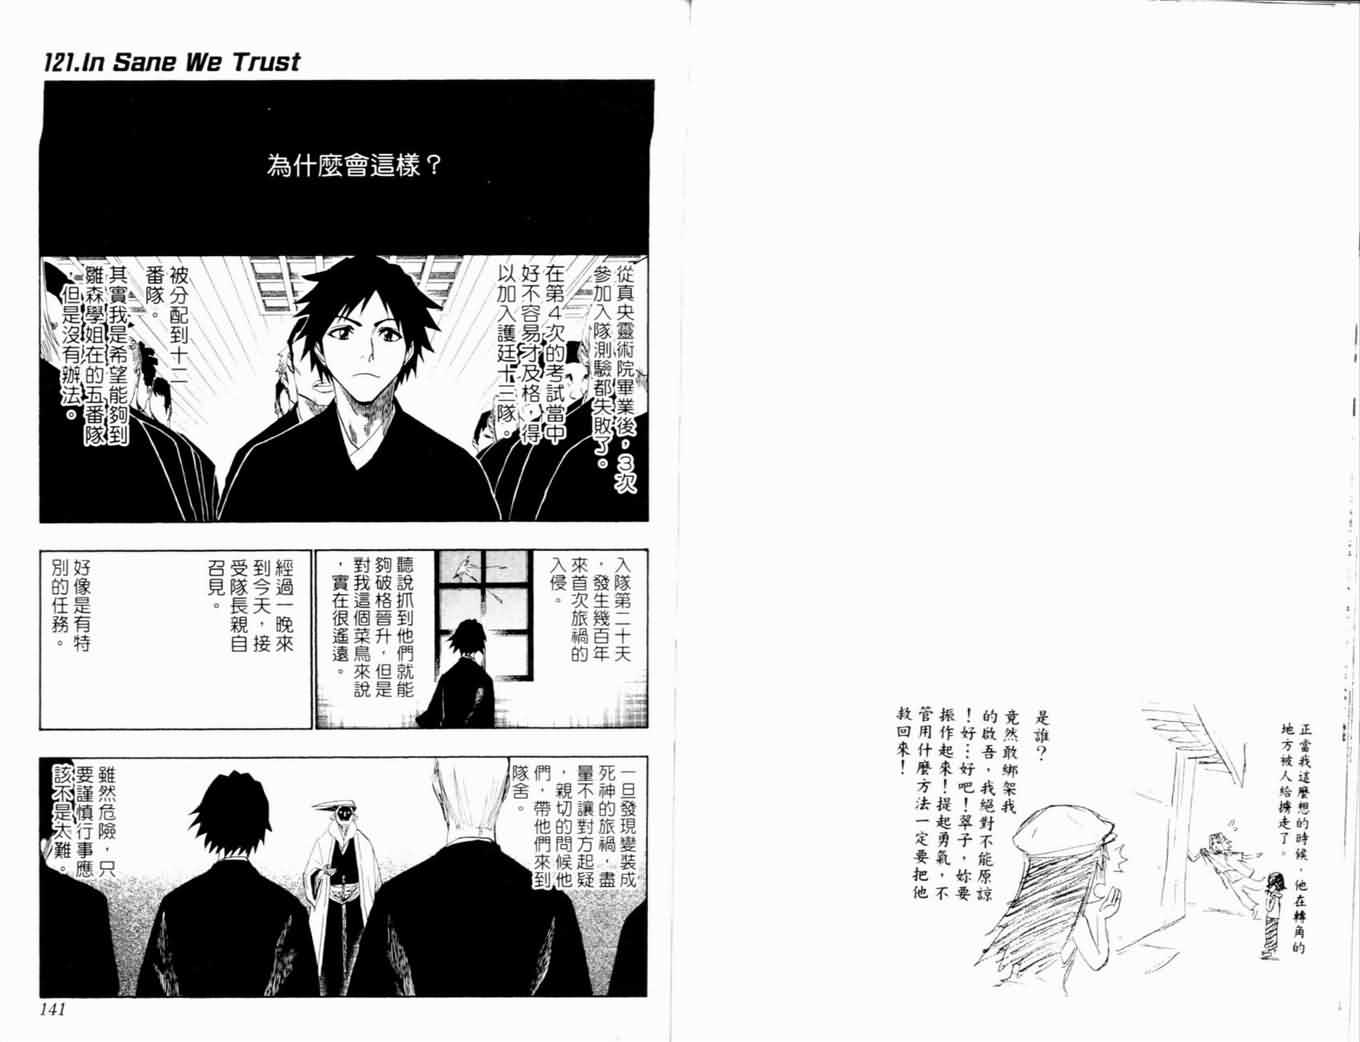 正當我這麼想的時候，他在轉角的
地方被人給擄走了。
是誰？
竟然敢綁架我
的啟吾，我絕對不能原諒
！好…好吧！翠子，妳要
振作起來！提起勇氣，不
管用什麼方法一定要把他
救回來！
121.In Sane We Trust
為什麼會這樣？
從真央靈術院畢業後，3次
參加入隊測驗都失敗了。
在第4次的考試當中
好不容易才及格，得
以加入護廷十三隊。
被分配到十二
番隊。
其實我是希望能夠到
雛森學姐在的五番隊
，但是沒有辦法。
入隊第二十天
，發生幾百年
來首次旅禍的
入侵。
聽說抓到他們就能
夠破格晉升，但是
對我這個菜鳥來說
，實在很遙遠。
經過一晚來
到今天，接
受隊長親自
召見。
好像是有特
別的任務。
一旦發現變裝成
死神的旅禍，盡
量不讓對方起疑
，親切的問候他
們，帶他們來到
隊舍。
雖然危險，只
要謹慎行事應
該不是太難。
141